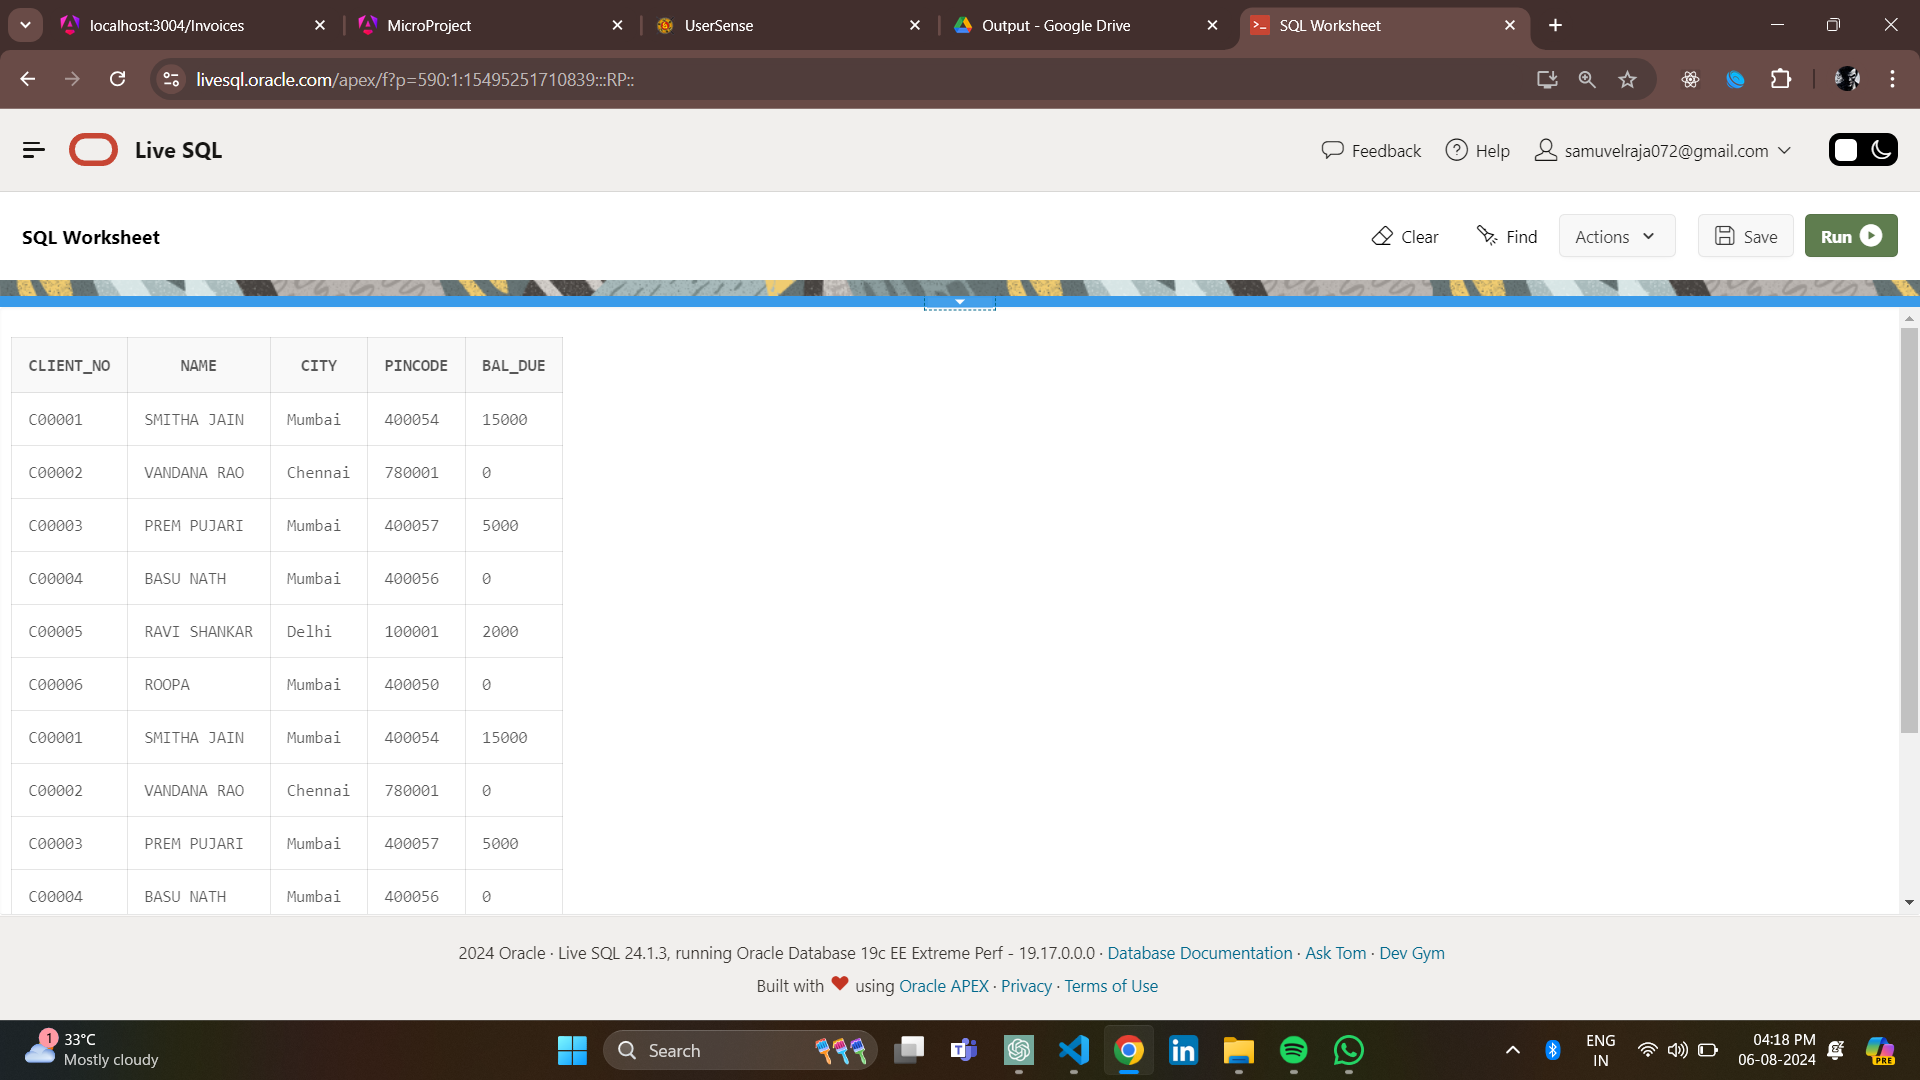 localhost:3004/Invoices
MicroProject
UserSense
Output - Google Drive
SQL Worksheet
livesql.oracle.com/apex/f?p=590:1:15495251710839:::RP::
Live SQL
Feedback
Help
samuvelraja072@gmail.com
SQL Worksheet
Clear
Find
Actions
Save
Run
CLIENT_NO NAME CITY PINCODE BAL_DUE
C00001 SMITHA JAIN Mumbai 400054 15000
C00002 VANDANA RAO Chennai 780001 0
C00003 PREM PUJARI Mumbai 400057 5000
C00004 BASU NATH Mumbai 400056 0
C00005 RAVI SHANKAR Delhi 100001 2000
C00006 ROOPA Mumbai 400050 0
C00001 SMITHA JAIN Mumbai 400054 15000
C00002 VANDANA RAO Chennai 780001 0
C00003 PREM PUJARI Mumbai 400057 5000
C00004 BASU NATH Mumbai 400056 0
2024 Oracle · Live SQL 24.1.3, running Oracle Database 19c EE Extreme Perf - 19.17.0.0.0 · Database Documentation · Ask Tom · Dev Gym
Built with ❤ using Oracle APEX · Privacy · Terms of Use
1
33°C
Mostly cloudy
Search
ENG
IN
04:18 PM
06-08-2024
PRE